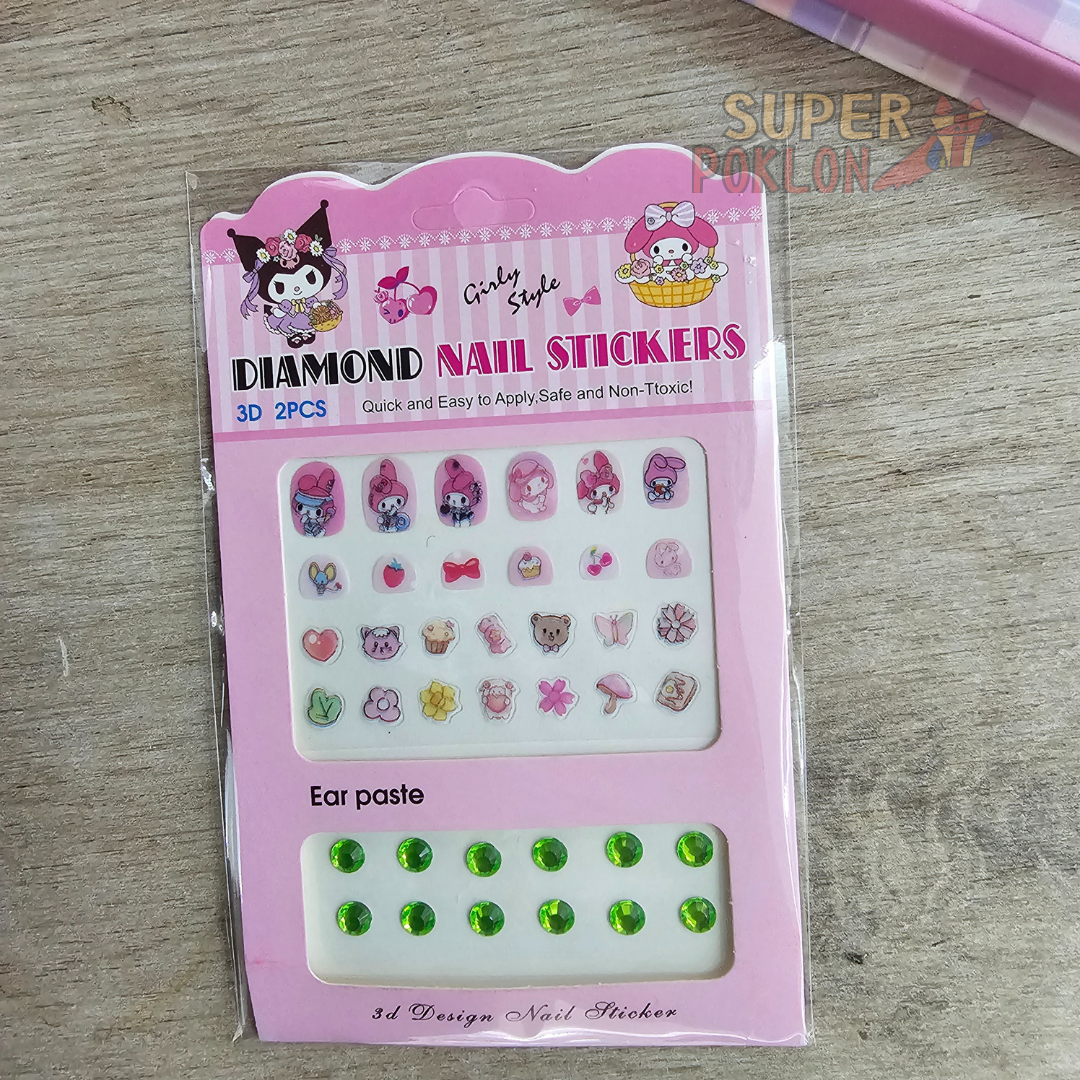 SUPER
POKLON
Girly
Style
DIAMOND NAIL STICKERS
3D 2PCS
Quick and Easy to Apply,Safe and Non-Ttoxic!
Ear paste
3d Design Nail Sticker